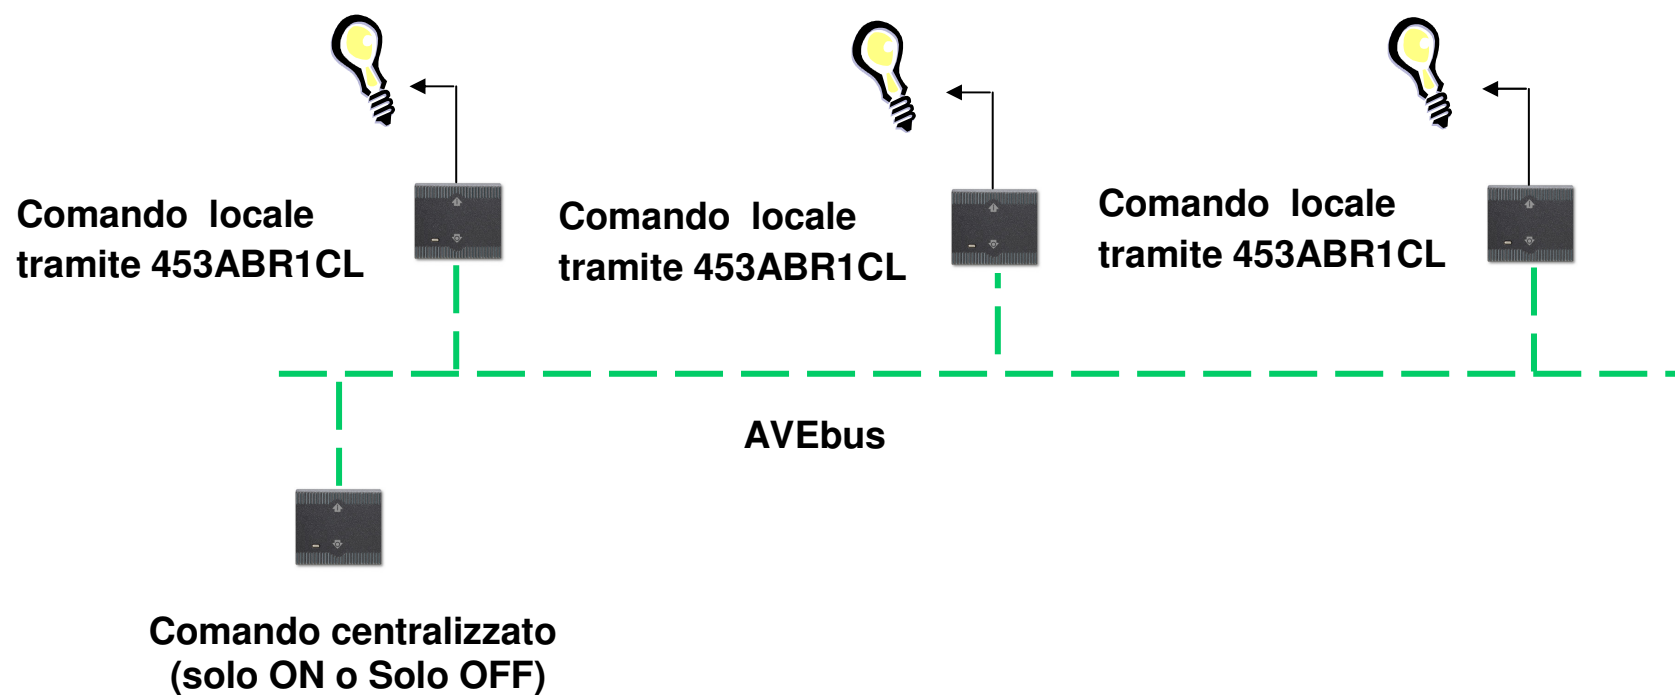 Comando locale
tramite 453ABR1CL
Comando locale
tramite 453ABR1CL
Comando locale
tramite 453ABR1CL
AVEbus
Comando centralizzato
(solo ON o Solo OFF)